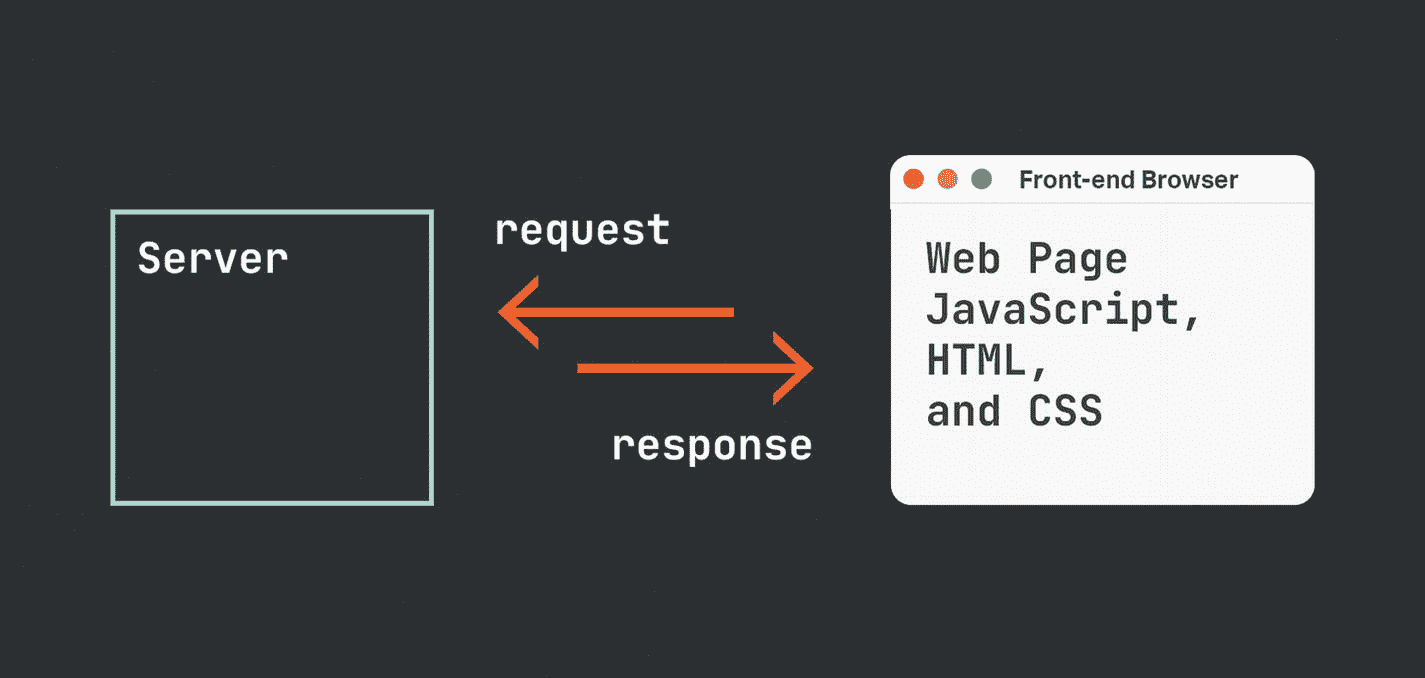 Server
request
response
Front-end Browser
Web Page
JavaScript,
HTML,
and CSS